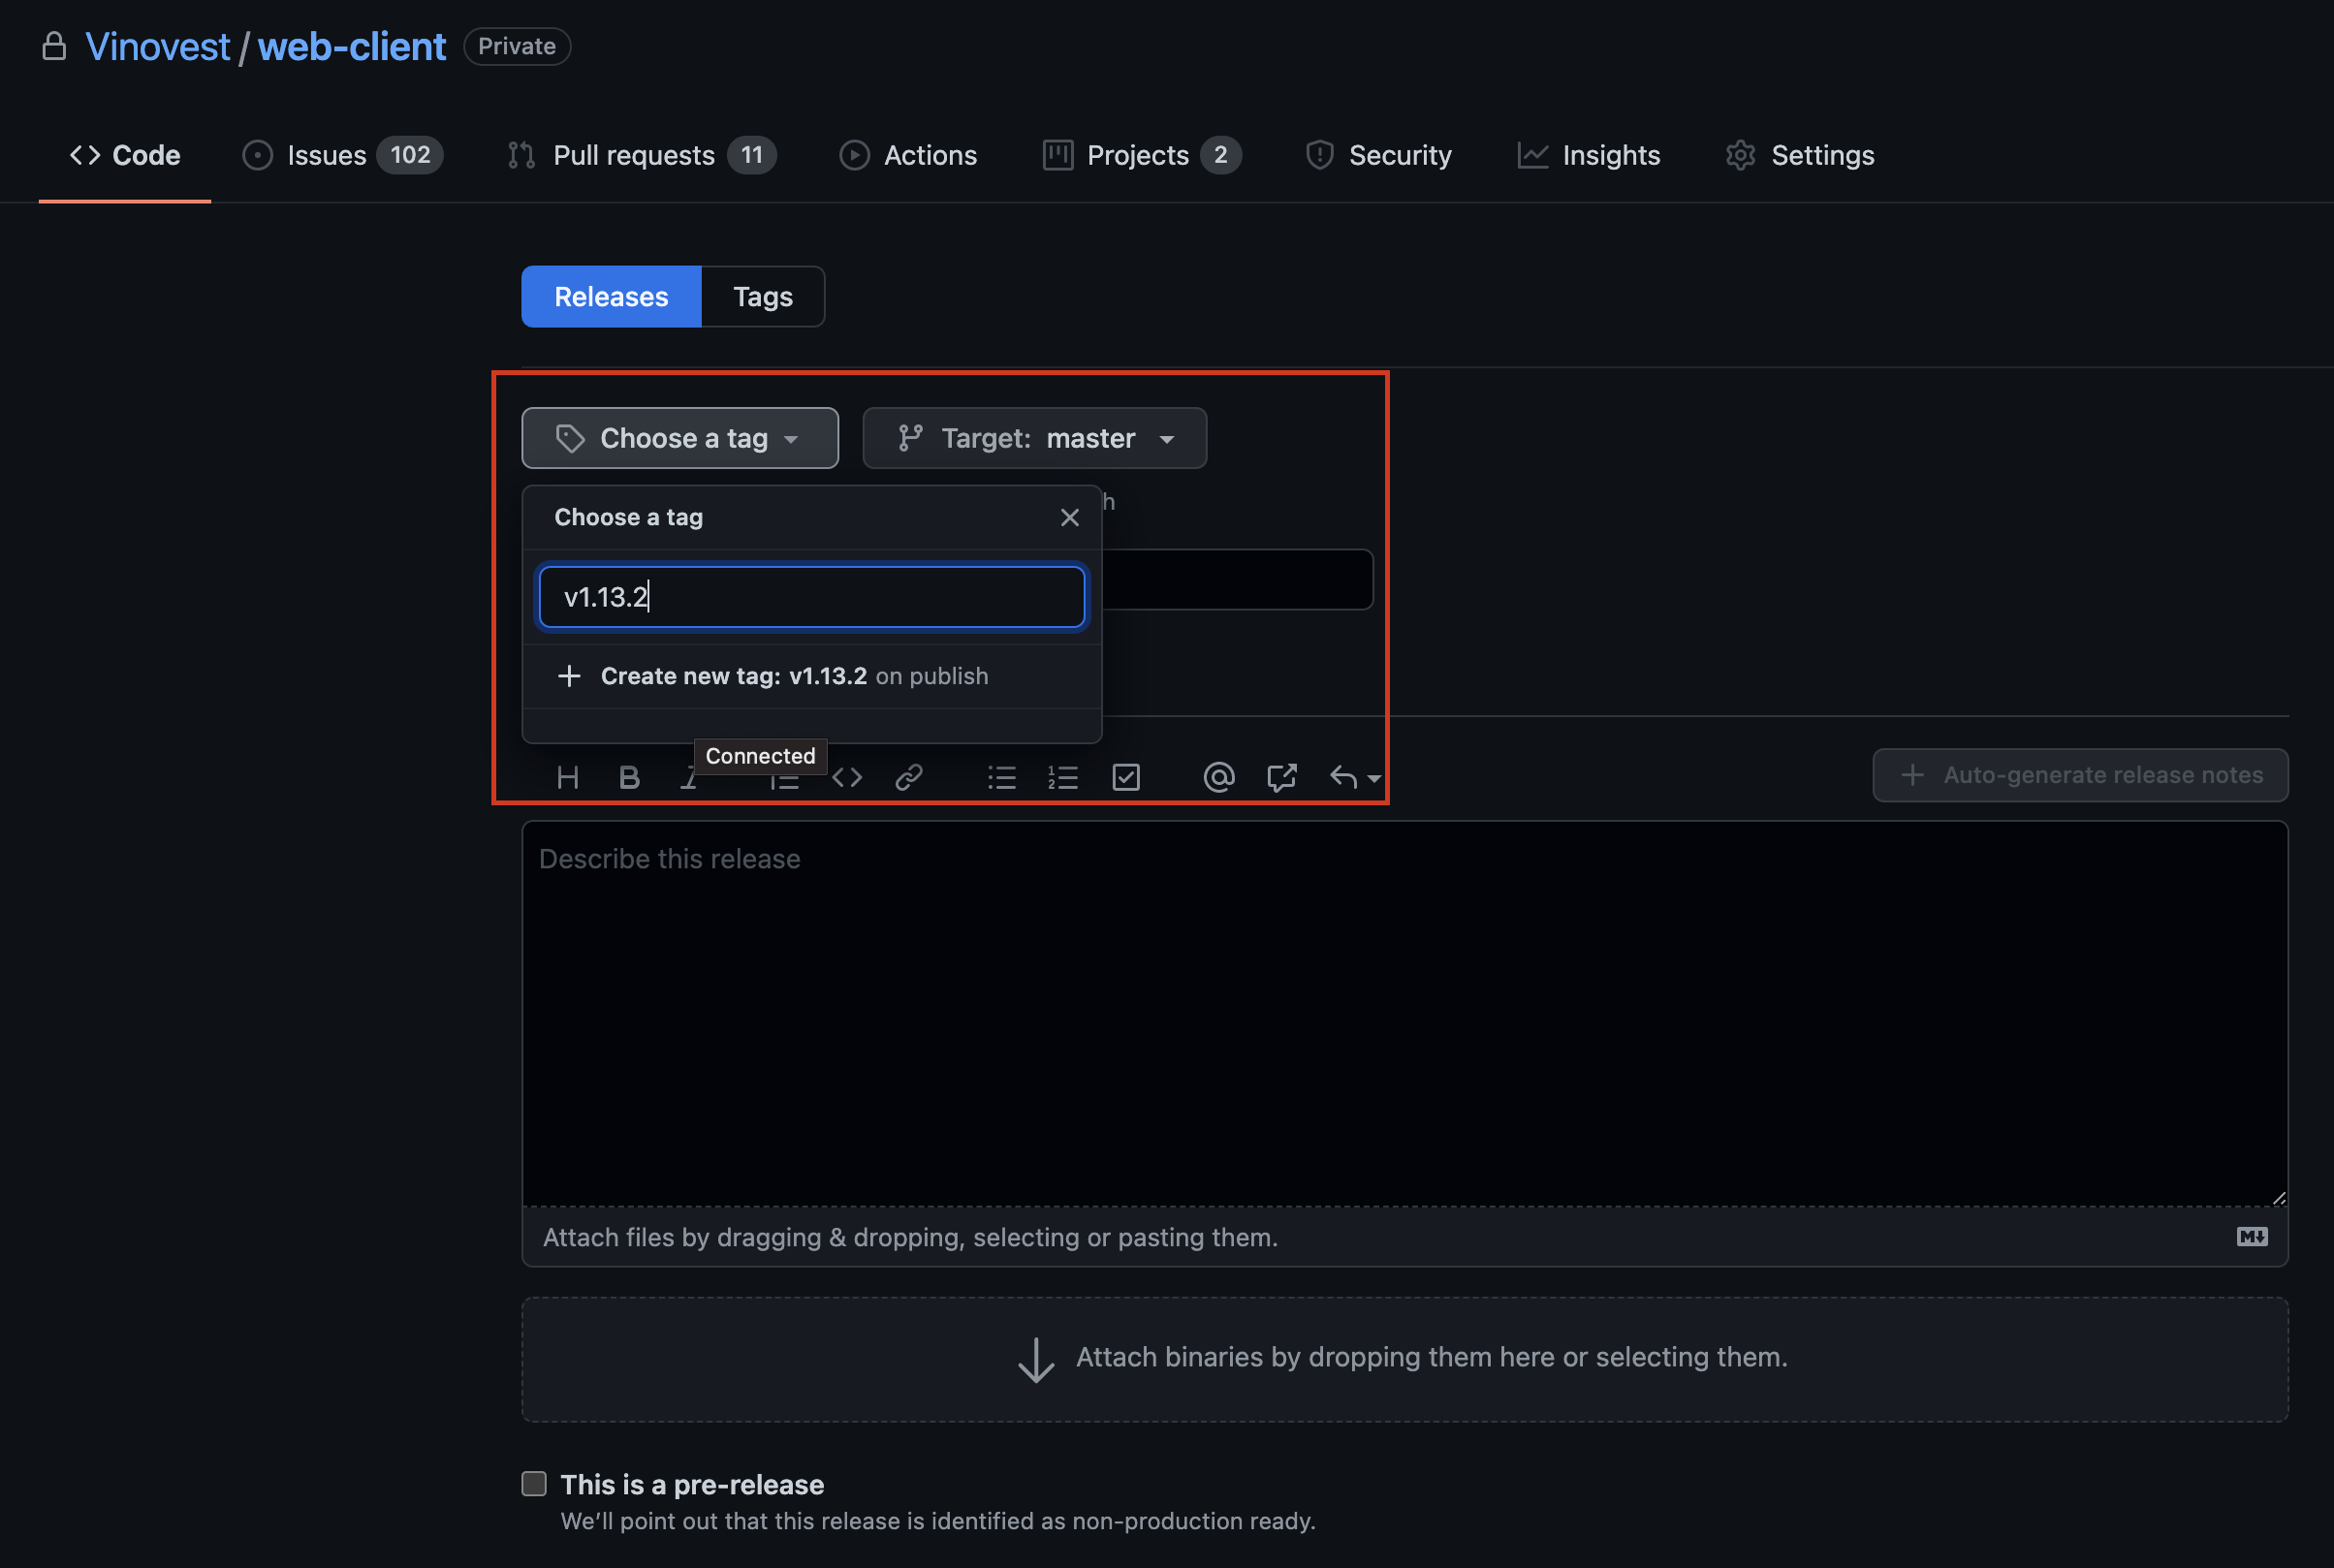 Vinovest / web-client Private
Code Issues 102 Pull requests 11 Actions Projects 2 Security Insights Settings
Releases Tags
Choose a tag Target: master
h
Choose a tag
v1.13.2
Create new tag: v1.13.2 on publish
Connected
Auto-generate release notes
Describe this release
Attach files by dragging & dropping, selecting or pasting them.
Attach binaries by dropping them here or selecting them.
This is a pre-release
We’ll point out that this release is identified as non-production ready.